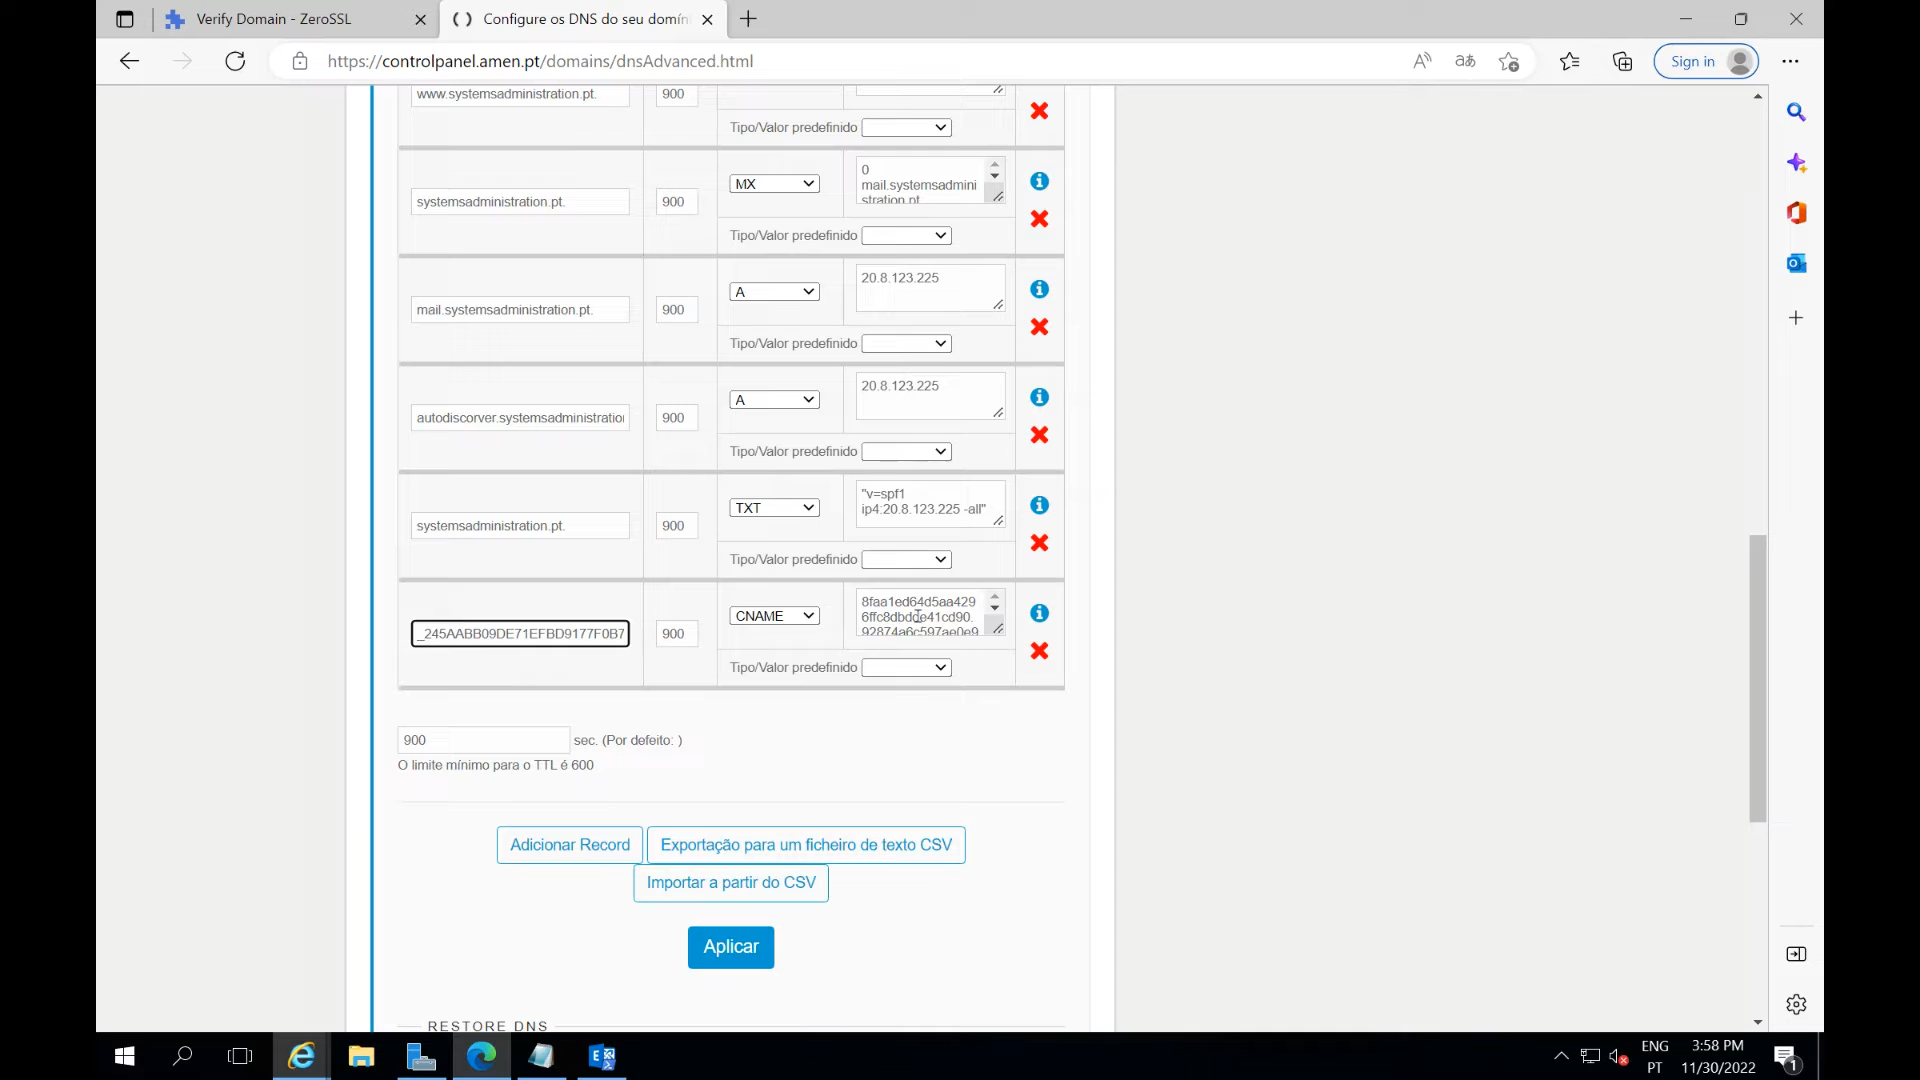 Verify Domain - ZeroSSL
Configure os DNS do seu domín
https://controlpanel.amen.pt/domains/dnsAdvanced.html
Sign in
www.systemsadministration.pt.
900
Tipo/Valor predefinido
systemsadministration.pt.
900
MX
0
mail.systemsadmini
stration.pt
Tipo/Valor predefinido
mail.systemsadministration.pt.
900
A
20.8.123.225
Tipo/Valor predefinido
autodiscorver.systemsadministratio
900
A
20.8.123.225
Tipo/Valor predefinido
systemsadministration.pt.
900
TXT
"v=spf1
ip4:20.8.123.225 -all"
Tipo/Valor predefinido
_245AABB09DE71EFBD9177F0B7
900
CNAME
8faa1ed64d5aa429
6ffc8dbdde41cd90.
92874a6c597ae0e9
Tipo/Valor predefinido
900 sec. (Por defeito: )
O limite mínimo para o TTL é 600
Adicionar Record
Exportação para um ficheiro de texto CSV
Importar a partir do CSV
Aplicar
RESTORE DNS
ENG
PT
3:58 PM
11/30/2022
1